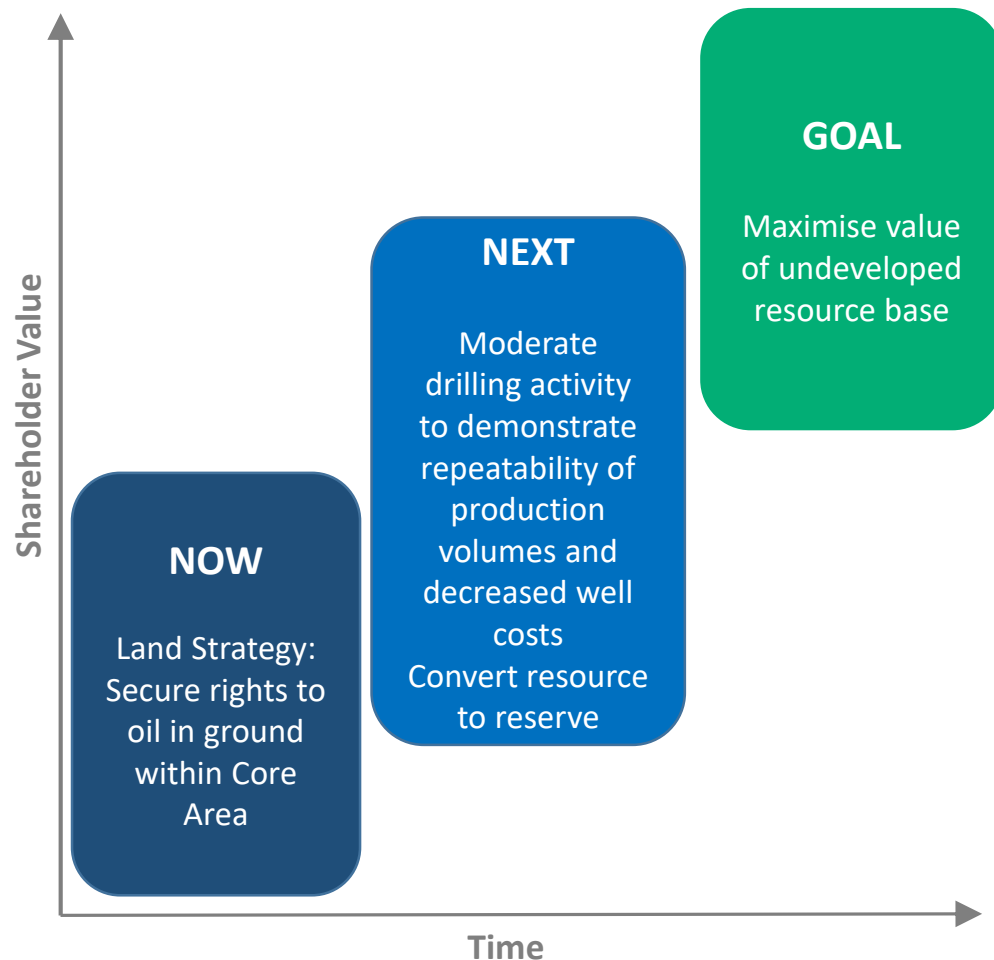 Shareholder Value
NOW
Land Strategy:
Secure rights to
oil in ground
within Core
Area
NEXT
Moderate
drilling activity
to demonstrate
repeatability of
production
volumes and
decreased well
costs
Convert resource
to reserve
GOAL
Maximise value
of undeveloped
resource base
Time